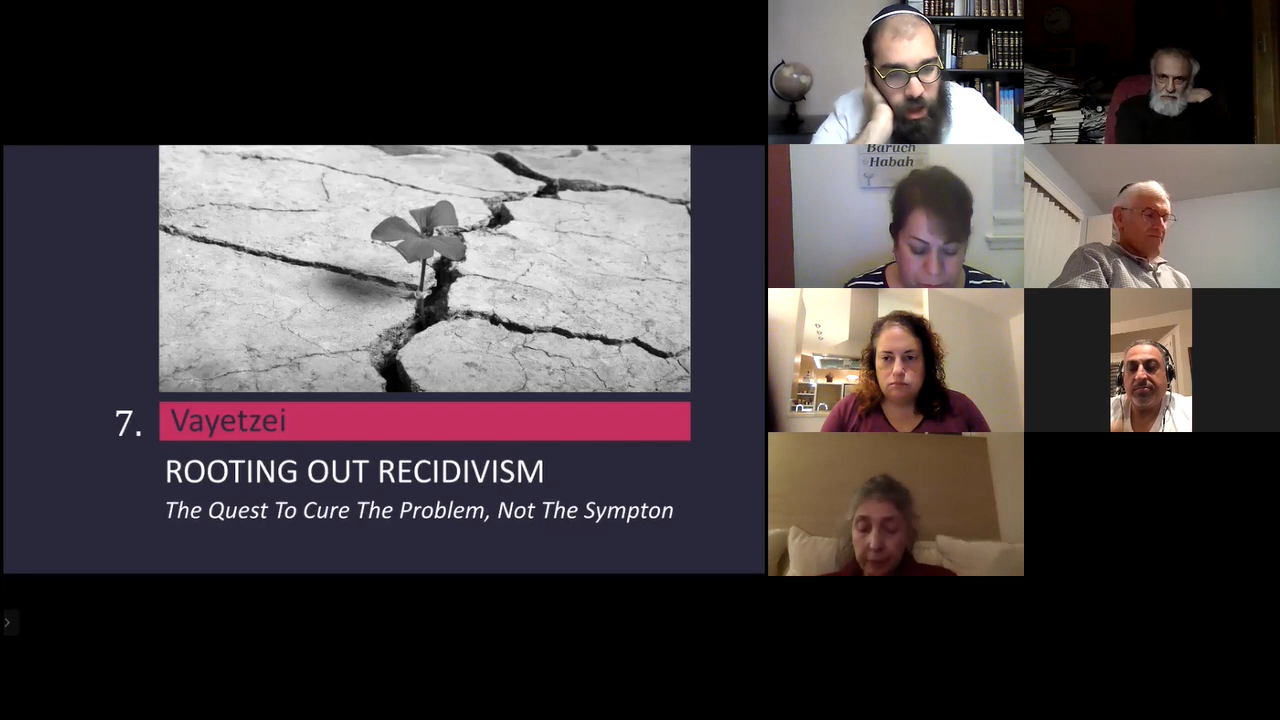 Baruch
Habah
7.
Vayetzei
ROOTING OUT RECIDIVISM
The Quest To Cure The Problem, Not The Sympton